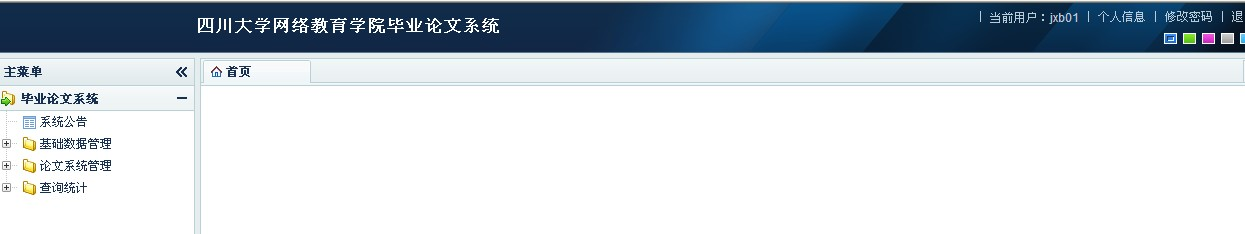 四川大学网络教育学院毕业论文系统
| 当前用户：jxb01 | 个人信息 | 修改密码 | 退
主菜单
首页
毕业论文系统
系统公告
基础数据管理
论文系统管理
查询统计